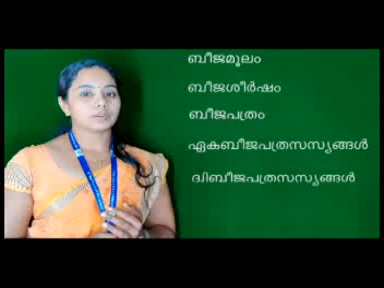 ബീജമൂലം
ബീജശീർഷം
ബീജപത്രം
ഏകബീജപത്രസസ്യങ്ങൾ
ദ്വിബീജപത്രസസ്യങ്ങൾ